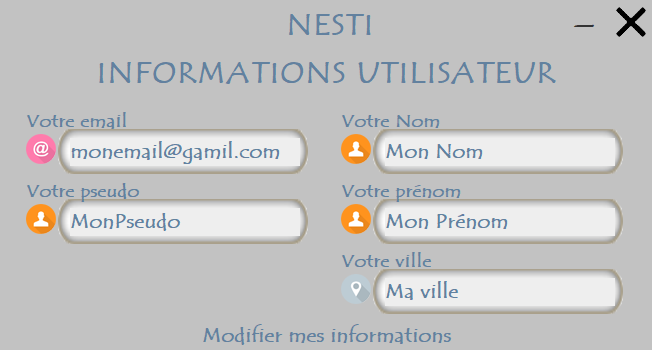 NESTI
INFORMATIONS UTILISATEUR
Votre email
monemail@gamil.com
Votre pseudo
MonPseudo
Votre Nom
Mon Nom
Votre prénom
Mon Prénom
Votre ville
Ma ville
Modifier mes informations